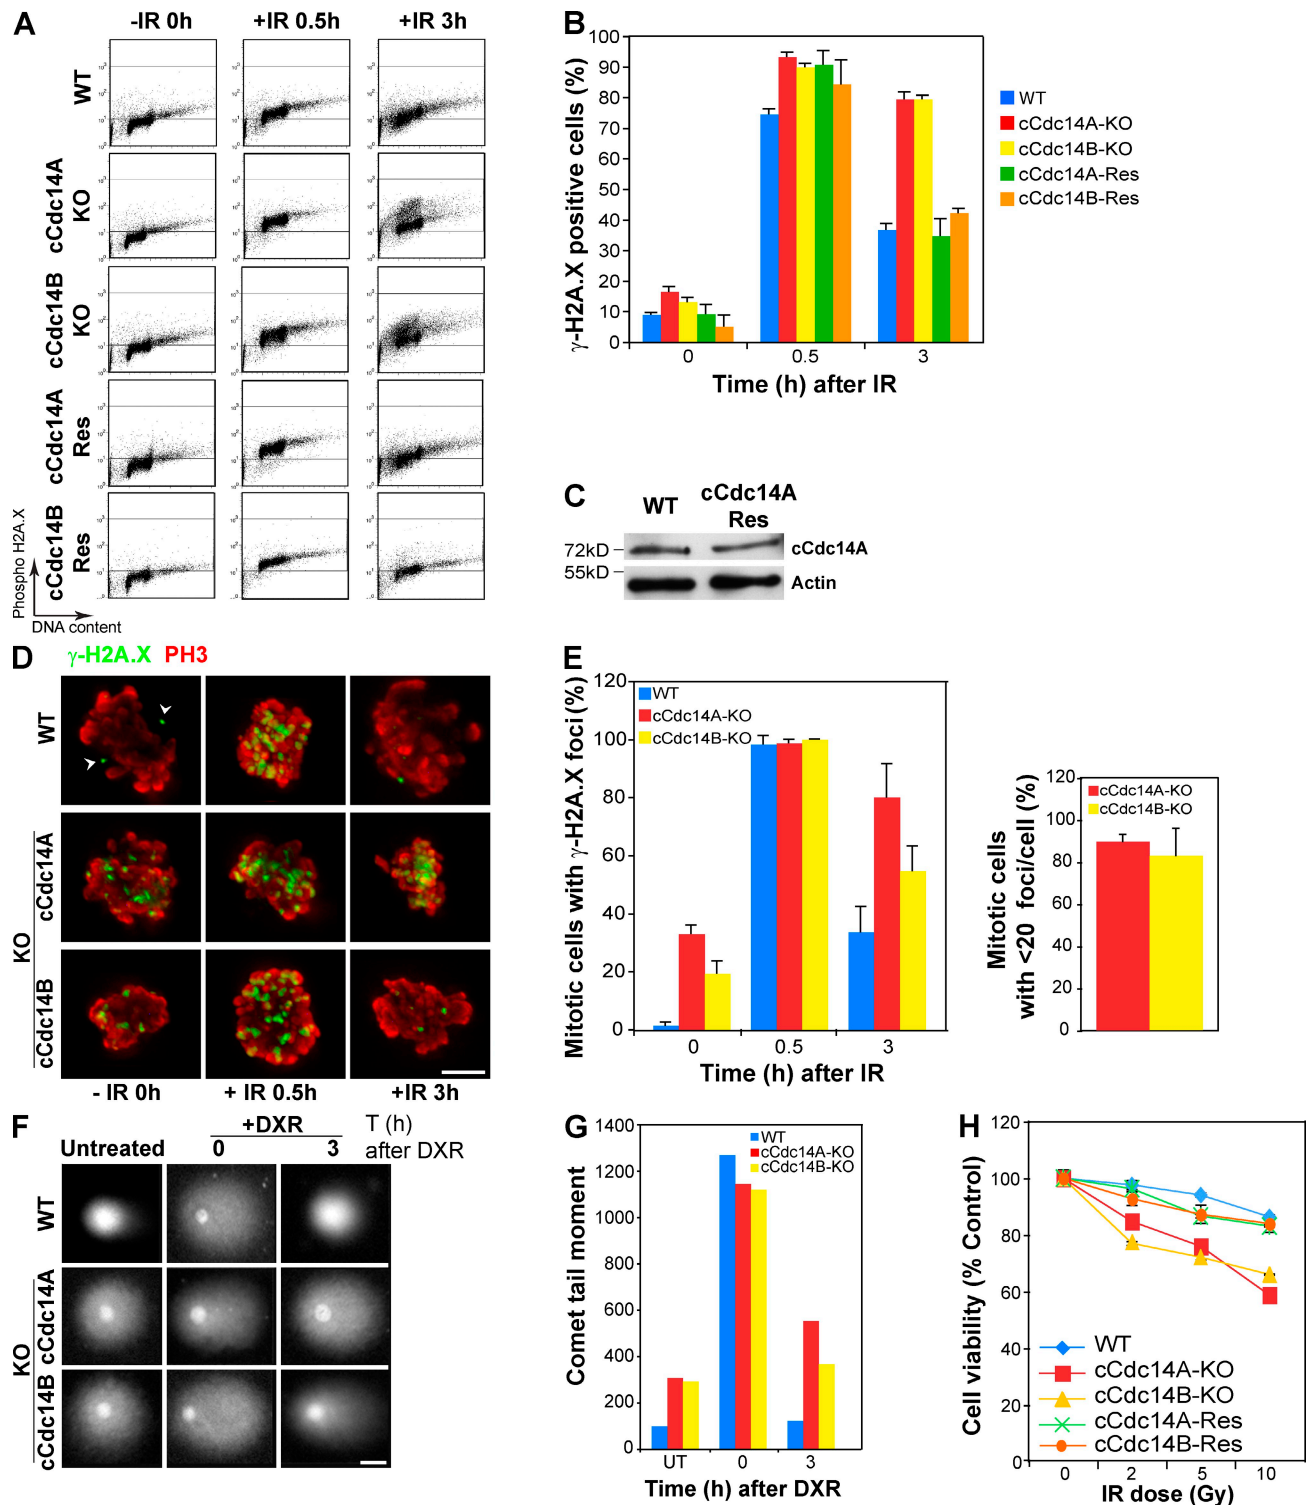 A
-IR 0h
+IR 0.5h
+IR 3h
WT
cCdc14A
KO
cCdc14B
KO
cCdc14A
Res
cCdc14B
Res
Phospho H2A.X
DNA content
B
γ-H2A.X positive cells (%)
100
90
80
70
60
50
40
30
20
10
0
0
0.5
3
Time (h) after IR
WT
cCdc14A-KO
cCdc14B-KO
cCdc14A-Res
cCdc14B-Res
C
WT
cCdc14A
Res
72kD
55kD
cCdc14A
Actin
D
γ-H2A.X PH3
WT
KO
cCdc14A
cCdc14B
- IR 0h
+ IR 0.5h
+IR 3h
E
Mitotic cells with γ-H2A.X foci (%)
120
100
80
60
40
20
0
WT
cCdc14A-KO
cCdc14B-KO
0
0.5
3
Time (h) after IR
Mitotic cells
with <20 foci/cell (%)
120
100
80
60
40
20
0
cCdc14A-KO
cCdc14B-KO
F
Untreated
+DXR
0
3
T (h)
after DXR
WT
KO
cCdc14A
cCdc14B
G
Comet tail moment
1400
1200
1000
800
600
400
200
0
WT
cCdc14A-KO
cCdc14B-KO
UT
0
3
Time (h) after DXR
H
Cell viability (% Control)
120
100
80
60
40
20
0
WT
cCdc14A-KO
cCdc14B-KO
cCdc14A-Res
cCdc14B-Res
0
2
5
10
IR dose (Gy)